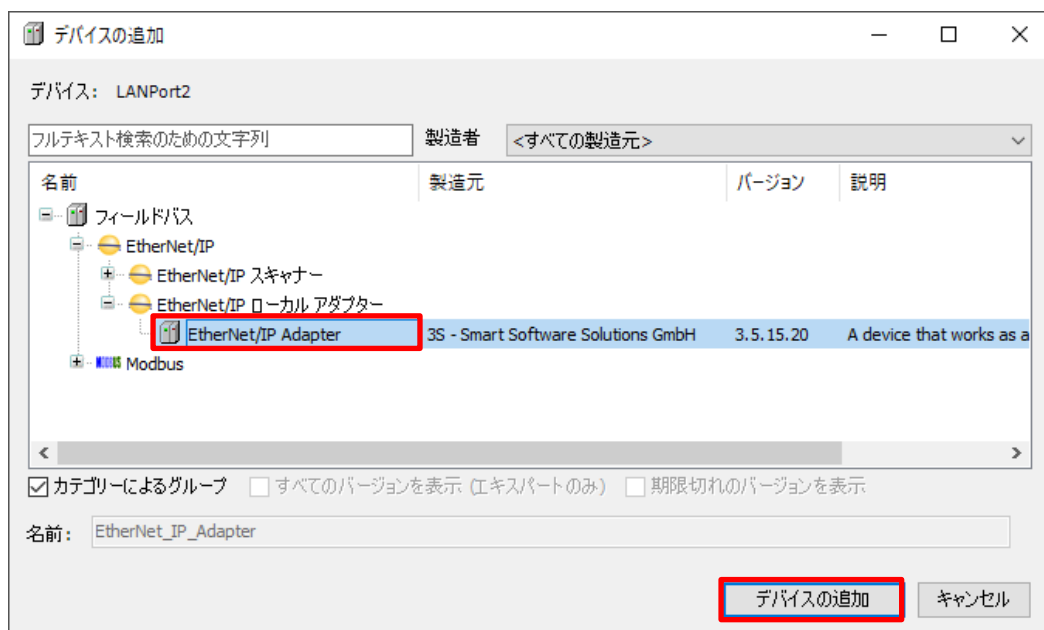 デバイスの追加
デバイス: LANPort2
フルテキスト検索のための文字列 製造者 <すべての製造元>
名前 製造元 バージョン 説明
フィールドバス
EtherNet/IP
EtherNet/IP スキャナー
EtherNet/IP ローカル アダプター
EtherNet/IP Adapter 3S - Smart Software Solutions GmbH 3.5.15.20 A device that works as a
Modbus
カテゴリーによるグループ すべてのバージョンを表示 (エキスパートのみ) 期限切れのバージョンを表示
名前: EtherNet_IP_Adapter
デバイスの追加 キャンセル